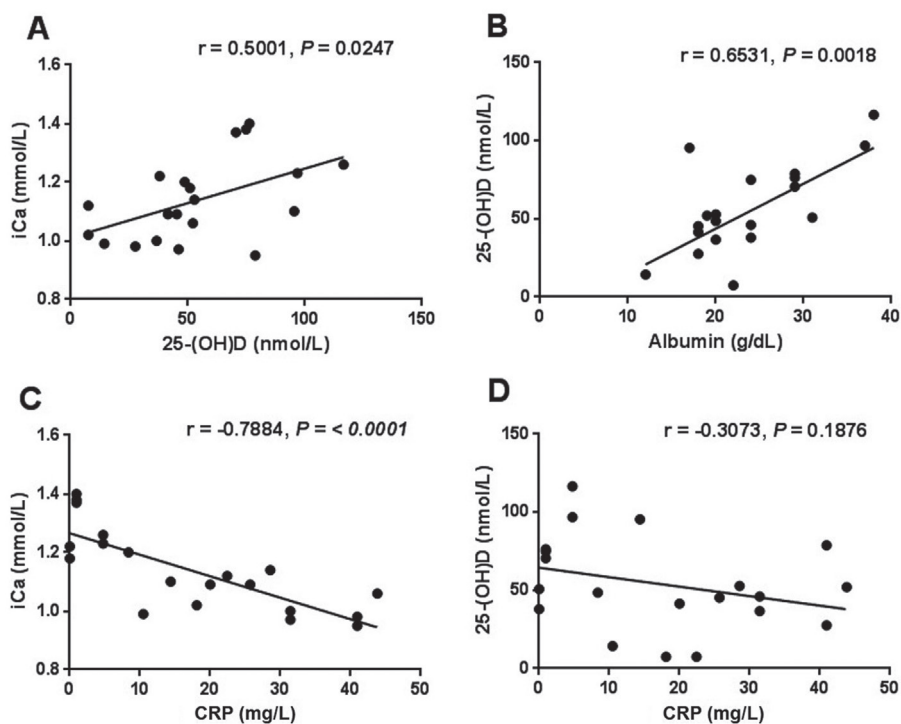 A
r = 0.5001, P = 0.0247
1.6
1.4
1.2
1.0
0.8
iCa (mmol/L)
0 50 100 150
25-(OH)D (nmol/L)
B
r = 0.6531, P = 0.0018
150
100
50
0
25-(OH)D (nmol/L)
0 10 20 30 40
Albumin (g/dL)
C
r = -0.7884, P = < 0.0001
1.6
1.4
1.2
1.0
0.8
iCa (mmol/L)
0 10 20 30 40 50
CRP (mg/L)
D
r = -0.3073, P = 0.1876
150
100
50
0
25-(OH)D (nmol/L)
0 10 20 30 40 50
CRP (mg/L)